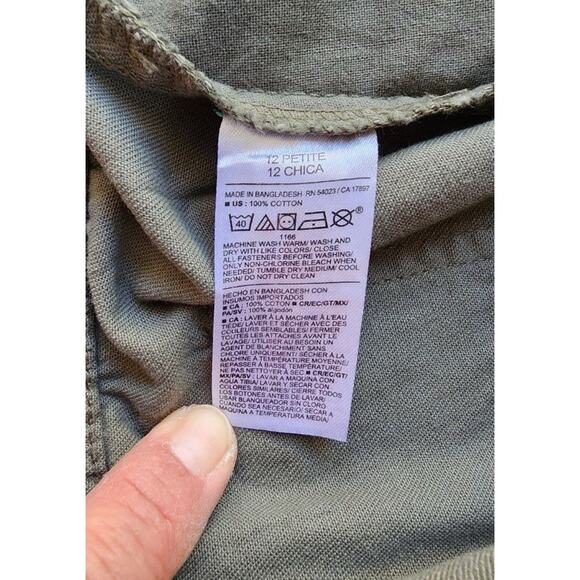 12 PETITE
12 CHICA
MADE IN BANGLADESH RN 54023 / CA 17897
■ US : 100% COTTON
40
1166
MACHINE WASH WARM/ WASH AND
DRY WITH LIKE COLORS/ CLOSE
ALL FASTENERS BEFORE WASHING/
ONLY NON-CHLORINE BLEACH WHEN
NEEDED/ TUMBLE DRY MEDIUM/ COOL
IRON/ DO NOT DRY CLEAN
HECHO EN BANGLADESH CON
INSUMOS IMPORTADOS
■ CA : 100% COTON ■ CR/EC/GT/MX/
PA/SV : 100% algodón
■ CA : LAVER À LA MACHINE À L'EAU
TIÈDE/ LAVER ET SÉCHER AVEC DES
COULEURS SEMBLABLES/ FERMER
TOUTES LES ATTACHES AVANT LE
LAVAGE/ UTILISER AU BESOIN UN
AGENT DE BLANCHIMENT SANS
CHLORE UNIQUEMENT/ SÉCHER À LA
MACHINE À TEMPÉRATURE MOYENNE/
REPASSER À BASSE TEMPÉRATURE/
NE PAS NETTOYER À SEC ■ CR/EC/GT/
MX/PA/SV : LAVAR A MAQUINA CON
AGUA TIBIA/ LAVAR Y SECAR CON
COLORES SIMILARES/ CIERRE TODOS
LOS BOTONES ANTES DE LAVAR/
USAR BLANQUEADOR SIN CLORO
CUANDO SEA NECESARIO/ SECAR A
MAQUINA A TEMPERATURA MEDIA/